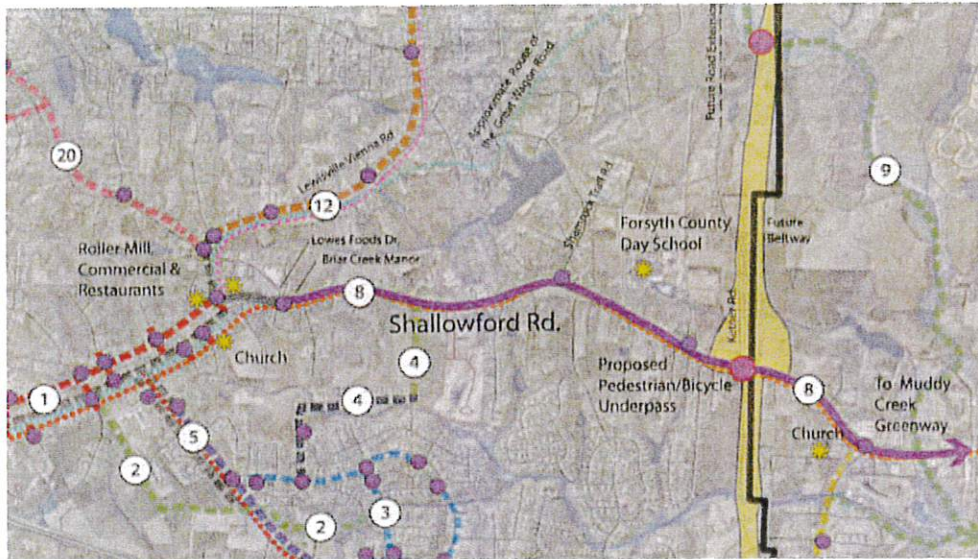 Future Road Extension
Approximate Route of
the Great Wagon Road
20
9
Lewisville Vienna Rd
12
Shamrock Trail Rd.
Forsyth County
Day School
Future
Beltway
Roller Mill,
Commercial &
Restaurants
Lowes Foods Dr.
Briar Creek Manor
8
Shallowford Rd.
Church
4
4
1
Proposed
Pedestrian/Bicycle
Underpass
8
To Muddy
Creek
Greenway
Church
5
2
2
3